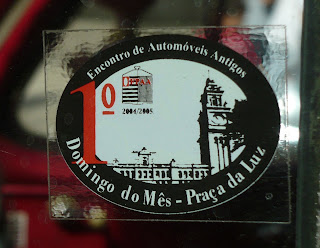 Encontro de Automóveis Antigos
1º
2004/2005
Domingo do Mês - Praça da Luz